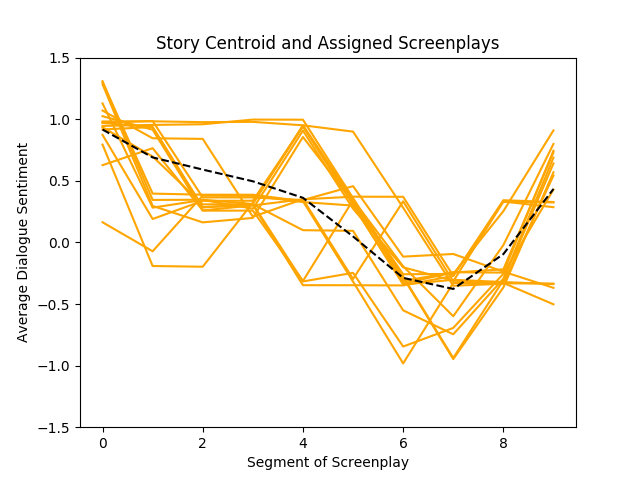 Story Centroid and Assigned Screenplays
1.5
1.0
0.5
0.0
−0.5
−1.0
−1.5
Average Dialogue Sentiment
0 2 4 6 8
Segment of Screenplay